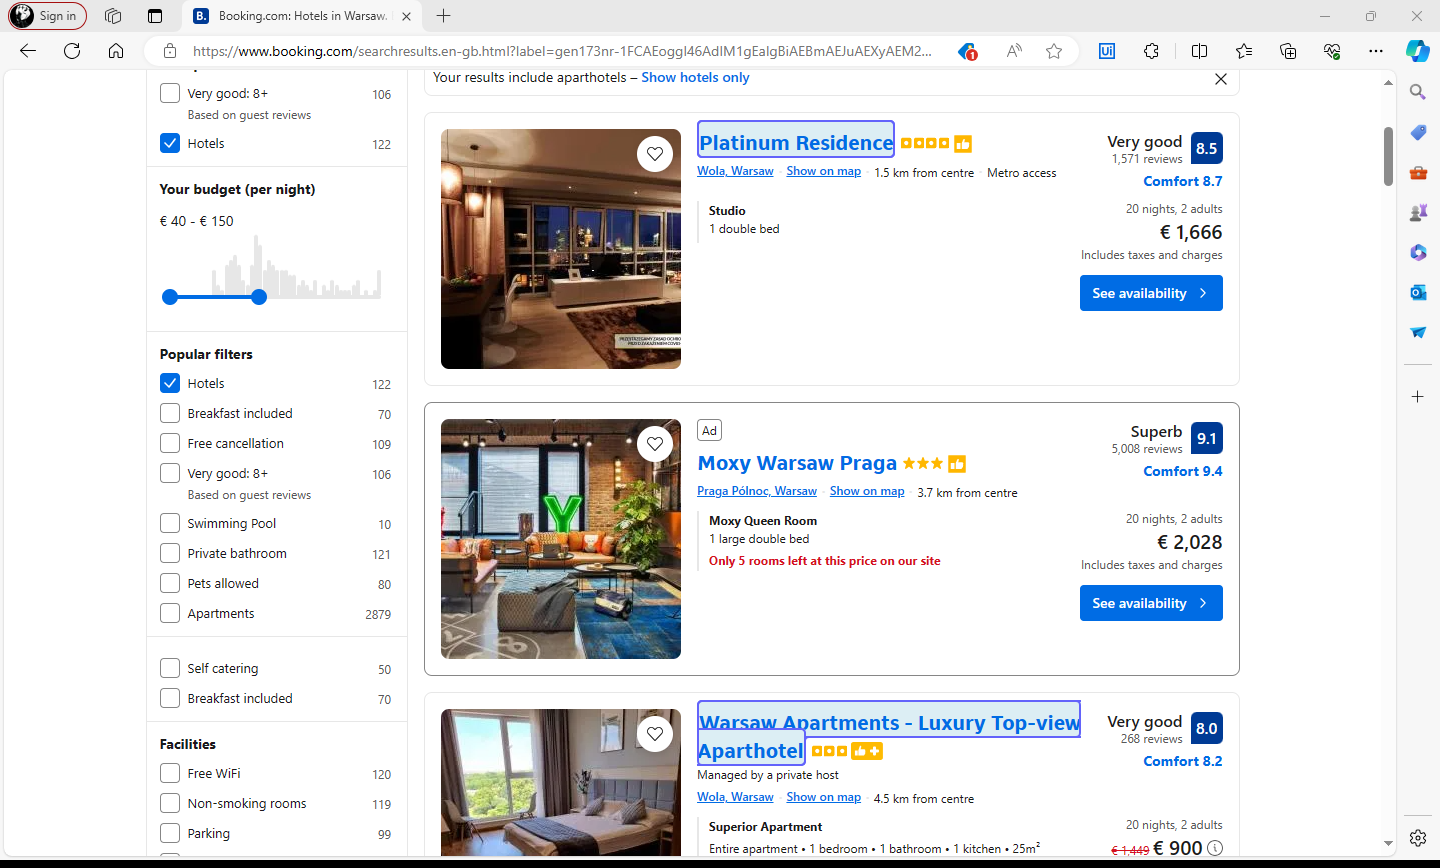 Sign in
Booking.com: Hotels in Warsaw.
https://www.booking.com/searchresults.en-gb.html?label=gen173nr-1FCAEoggI46AdIM1gEaIgBiAEBmAEJuAEXyAEM2...
1
Ui
Very good: 8+ 106
Based on guest reviews
Hotels 122
Your budget (per night)
€ 40 - € 150
Popular filters
Hotels 122
Breakfast included 70
Free cancellation 109
Very good: 8+ 106
Based on guest reviews
Swimming Pool 10
Private bathroom 121
Pets allowed 80
Apartments 2879
Self catering 50
Breakfast included 70
Facilities
Free WiFi 120
Non-smoking rooms 119
Parking 99
Your results include aparthotels – Show hotels only
Platinum Residence
Wola, Warsaw Show on map 1.5 km from centre Metro access
Studio
1 double bed
Very good 8.5
1,571 reviews
Comfort 8.7
20 nights, 2 adults
€ 1,666
Includes taxes and charges
See availability
Ad
Moxy Warsaw Praga
Praga Północ, Warsaw Show on map 3.7 km from centre
Moxy Queen Room
1 large double bed
Only 5 rooms left at this price on our site
Superb 9.1
5,008 reviews
Comfort 9.4
20 nights, 2 adults
€ 2,028
Includes taxes and charges
See availability
Warsaw Apartments - Luxury Top-view
Aparthotel
Managed by a private host
Wola, Warsaw Show on map 4.5 km from centre
Superior Apartment
Entire apartment • 1 bedroom • 1 bathroom • 1 kitchen • 25m²
Very good 8.0
268 reviews
Comfort 8.2
20 nights, 2 adults
€ 1,449 € 900